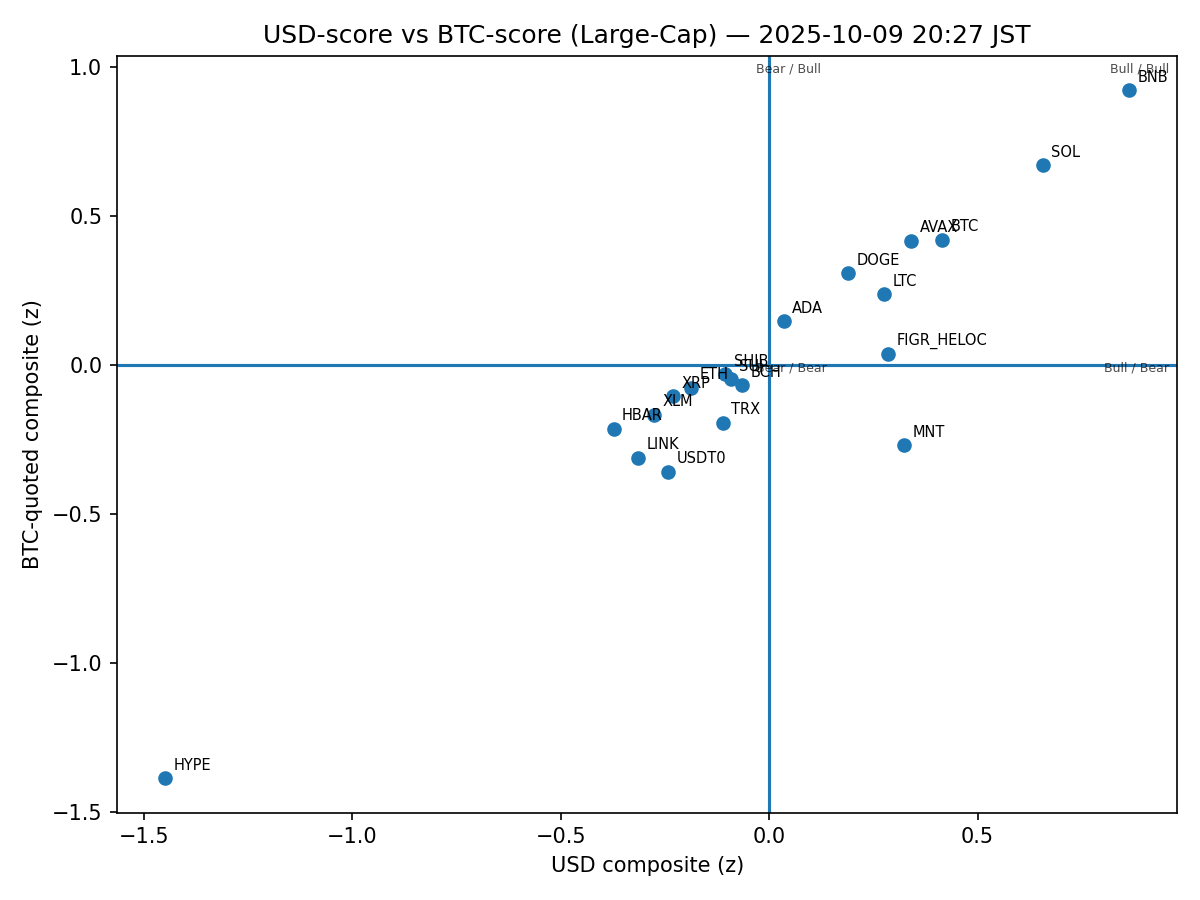 USD-score vs BTC-score (Large-Cap) — 2025-10-09 20:27 JST
1.0
Bear / Bull
Bull / Bull
BNB
SOL
0.5
AVAX
BTC
DOGE
LTC
ADA
FIGR_HELOC
0.0
SHIB
SUI
Bear / Bear
Bull / Bear
BCH
ETH
XRP
XLM
HBAR
TRX
MNT
LINK
USDT0
−0.5
−1.0
HYPE
−1.5
−1.5
−1.0
−0.5
0.0
0.5
USD composite (z)
BTC-quoted composite (z)